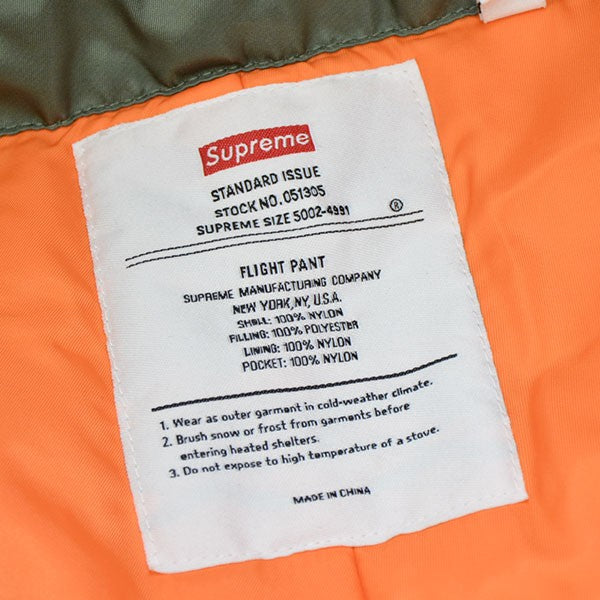 Supreme
STANDARD ISSUE
STOCK NO. 051305
SUPREME SIZE 5002-4991 ®
FLIGHT PANT
SUPREME MANUFACTURING COMPANY
NEW YORK, NY, U.S.A.
SHELL: 100% NYLON
FILLING: 100% POLYESTER
LINING: 100% NYLON
POCKET: 100% NYLON
1. Wear as outer garment in cold-weather climate.
2. Brush snow or frost from garments before
entering heated shelters.
3. Do not expose to high temperature of a stove.
MADE IN CHINA